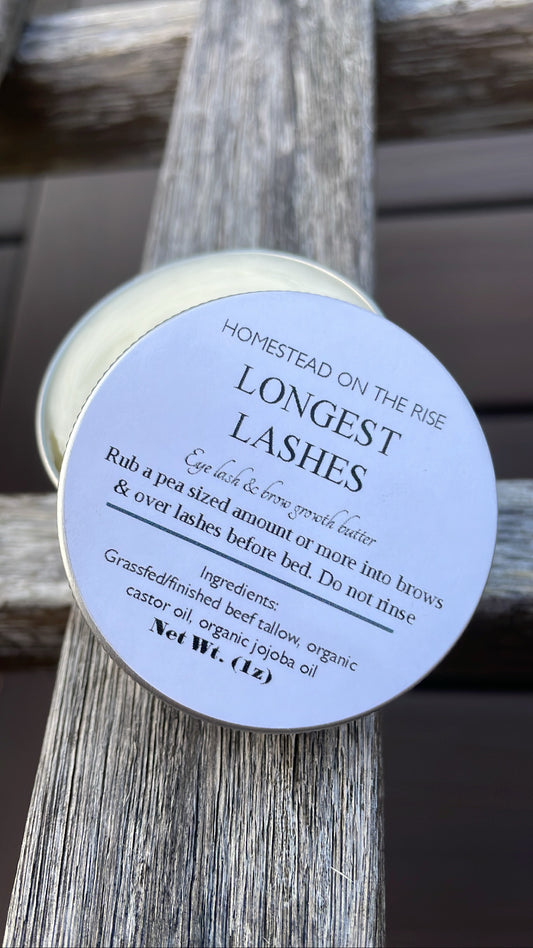 HOMESTEAD ON THE RISE
LONGEST
LASHES
Eye lash & brow growth butter
Rub a pea sized amount or more into brows
& over lashes before bed. Do not rinse
Ingredients:
Grassfed/finished beef tallow, organic
castor oil, organic jojoba oil
Net Wt. (1z)